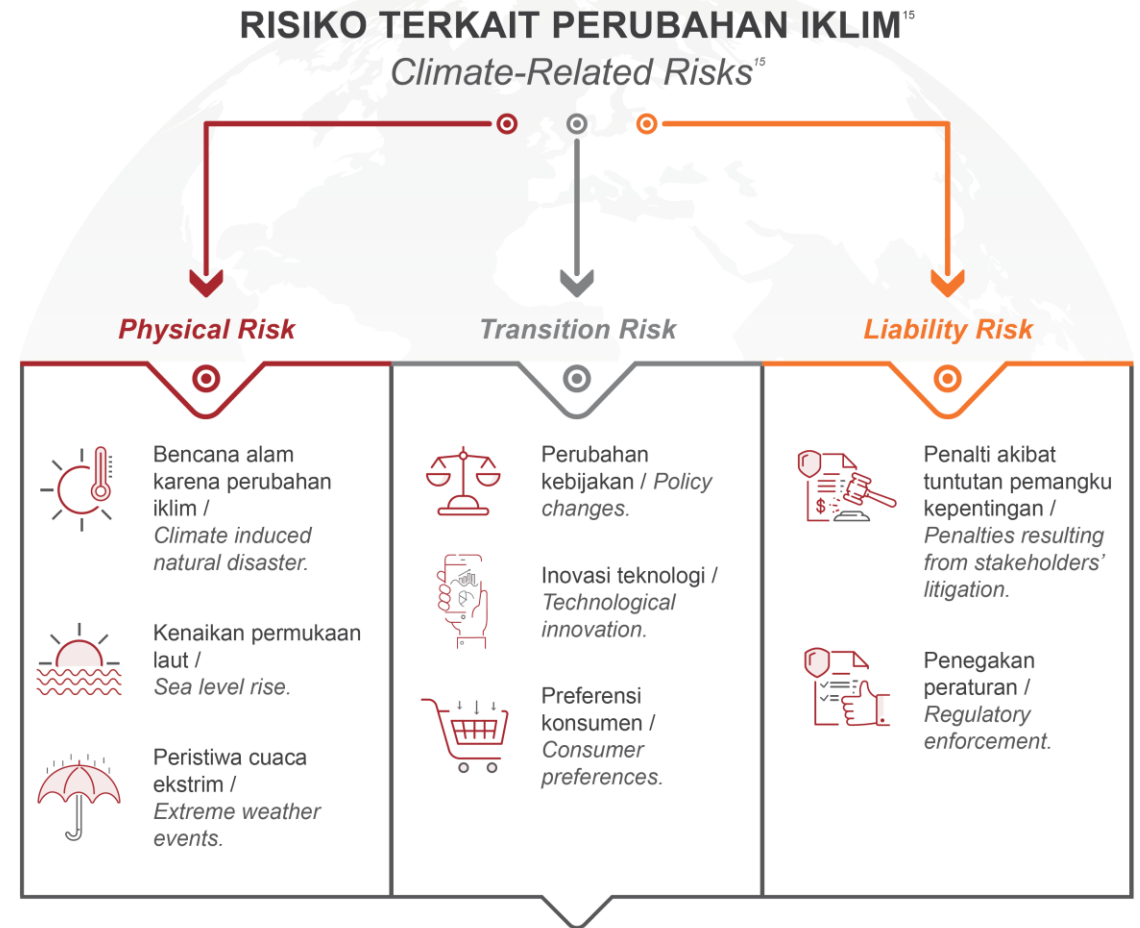 RISIKO TERKAIT PERUBAHAN IKLIM15
Climate-Related Risks15
Physical Risk
Bencana alam
karena perubahan
iklim /
Climate induced
natural disaster.
Kenaikan permukaan
laut /
Sea level rise.
Peristiwa cuaca
ekstrim /
Extreme weather
events.
Transition Risk
Perubahan
kebijakan / Policy
changes.
Inovasi teknologi /
Technological
innovation.
Preferensi
konsumen /
Consumer
preferences.
Liability Risk
$
Penalti akibat
tuntutan pemangku
kepentingan /
Penalties resulting
from stakeholders’
litigation.
Penegakan
peraturan /
Regulatory
enforcement.